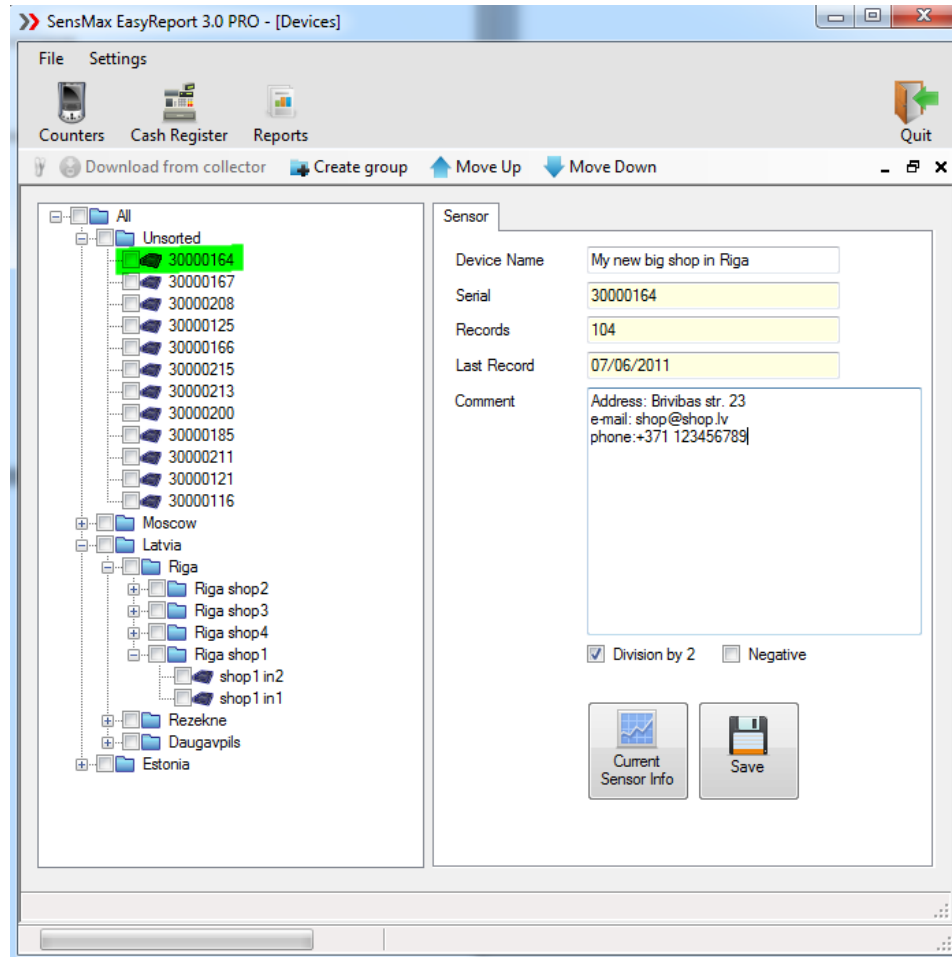 SensMax EasyReport 3.0 PRO - [Devices]
File Settings
Counters Cash Register Reports Quit
Download from collector Create group Move Up Move Down
All
Unsorted
30000164
30000167
30000208
30000125
30000166
30000215
30000213
30000200
30000185
30000211
30000121
30000116
Moscow
Latvia
Riga
Riga shop2
Riga shop3
Riga shop4
Riga shop1
shop1 in2
shop1 in1
Rezekne
Daugavpils
Estonia
Sensor
Device Name My new big shop in Riga
Serial 30000164
Records 104
Last Record 07/06/2011
Comment Address: Brivibas str. 23
e-mail: shop@shop.lv
phone:+371 123456789
Division by 2 Negative
Current
Sensor Info
Save